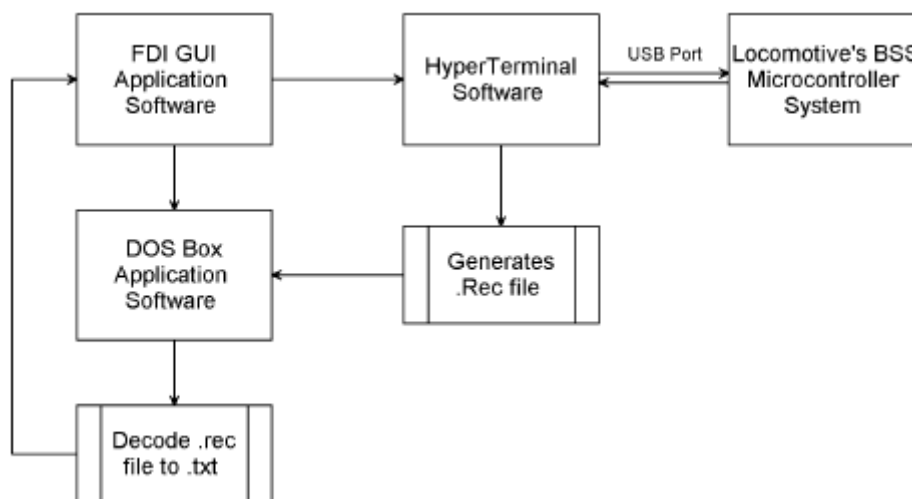 FDI GUI
Application
Software
HyperTerminal
Software
USB Port
Locomotive's BSS
Microcontroller
System
DOS Box
Application
Software
Generates
.Rec file
Decode .rec
file to .txt